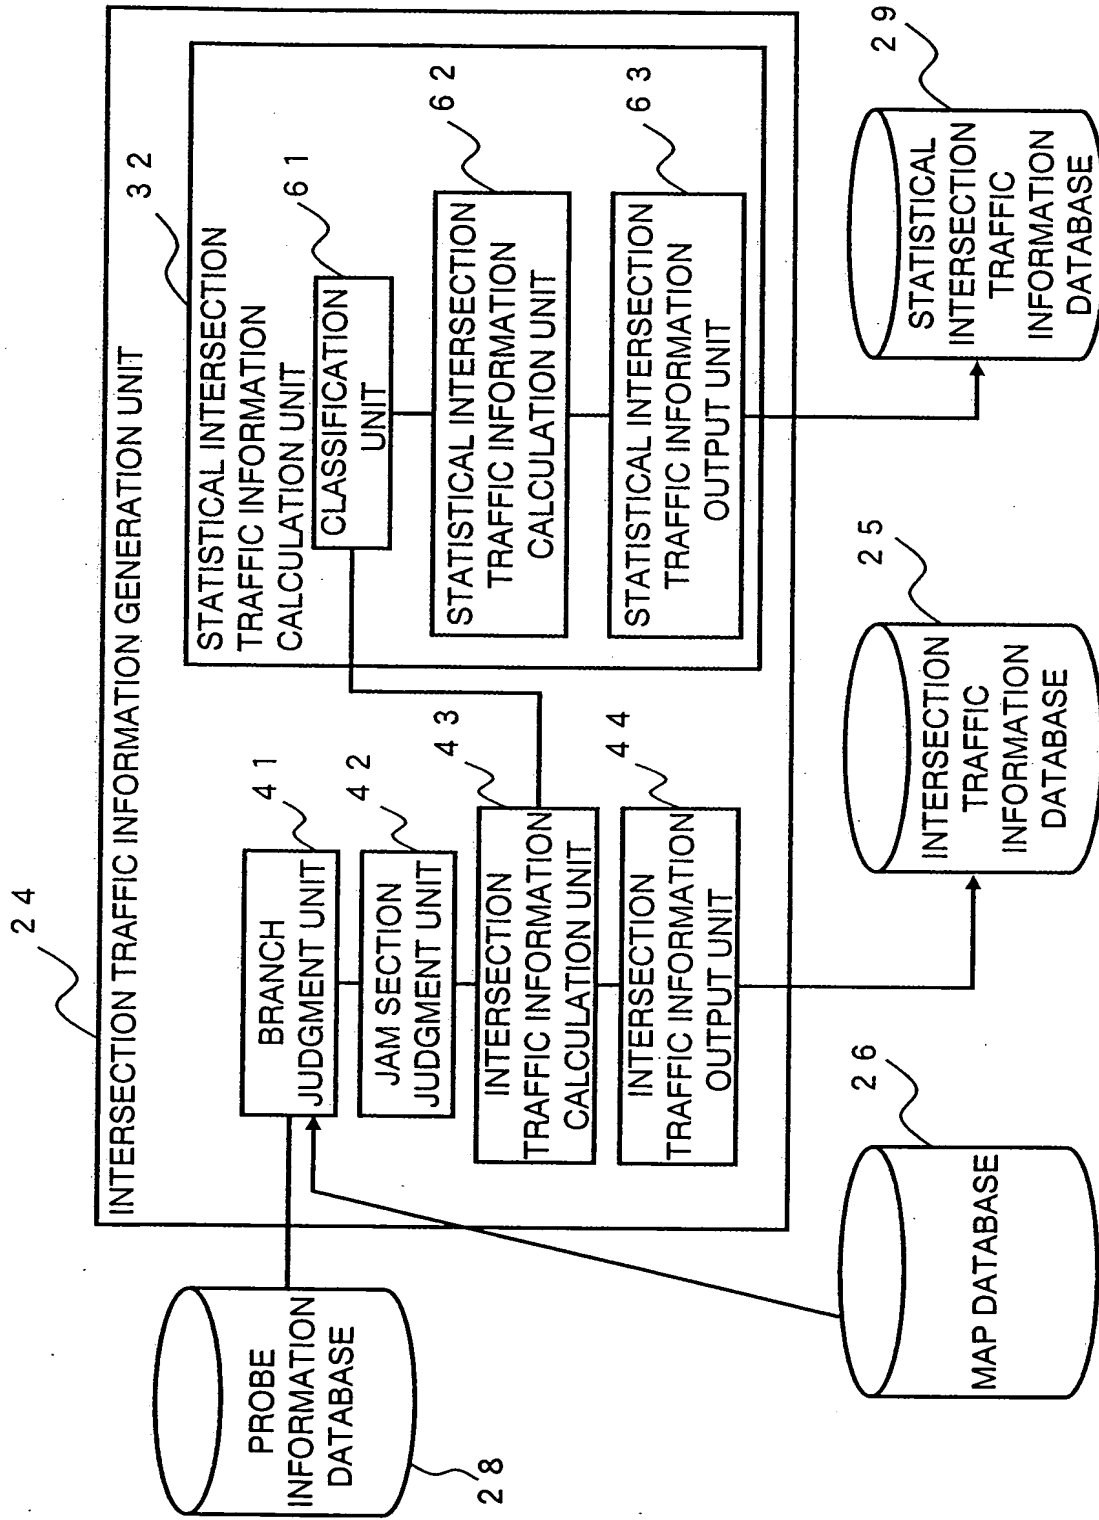 24
INTERSECTION TRAFFIC INFORMATION GENERATION UNIT
32
STATISTICAL INTERSECTION
TRAFFIC INFORMATION
CALCULATION UNIT
61
CLASSIFICATION
UNIT
62
STATISTICAL INTERSECTION
TRAFFIC INFORMATION
CALCULATION UNIT
63
STATISTICAL INTERSECTION
TRAFFIC INFORMATION
OUTPUT UNIT
41
BRANCH
JUDGMENT UNIT
42
JAM SECTION
JUDGMENT UNIT
43
INTERSECTION
TRAFFIC INFORMATION
CALCULATION UNIT
44
INTERSECTION
TRAFFIC INFORMATION
OUTPUT UNIT
PROBE
INFORMATION
DATABASE
28
26
MAP DATABASE
25
INTERSECTION
TRAFFIC
INFORMATION
DATABASE
29
STATISTICAL
INTERSECTION
TRAFFIC
INFORMATION
DATABASE